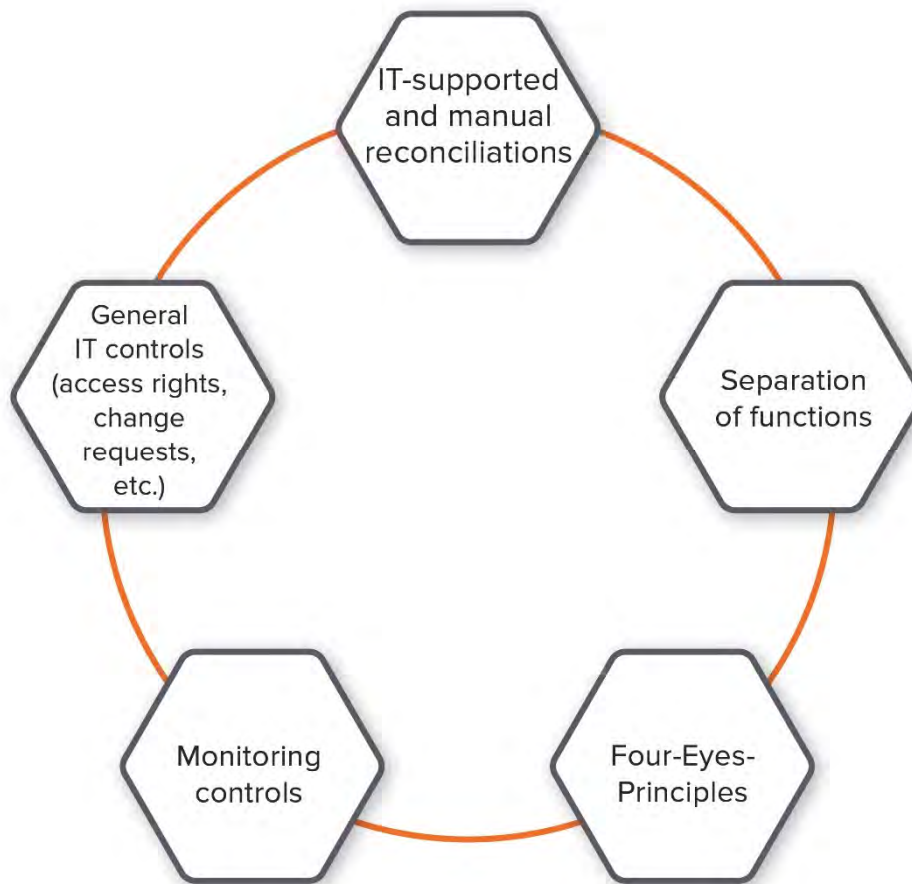 IT-supported
and manual
reconciliations
General
IT controls
(access rights,
change
requests,
etc.)
Separation
of functions
Monitoring
controls
Four-Eyes-
Principles